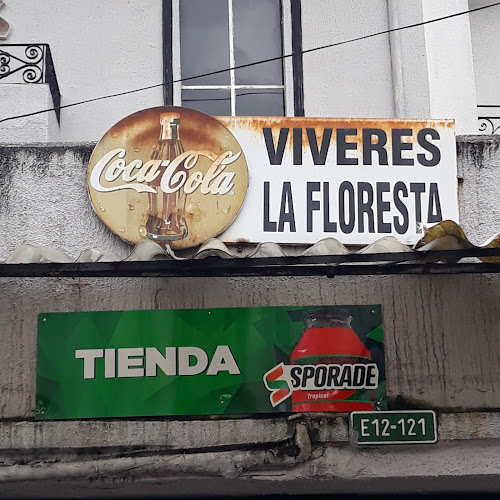 Coca-Cola
VIVERES
LA FLORESTA
TIENDA
SPORADE
Tropical
E12-121